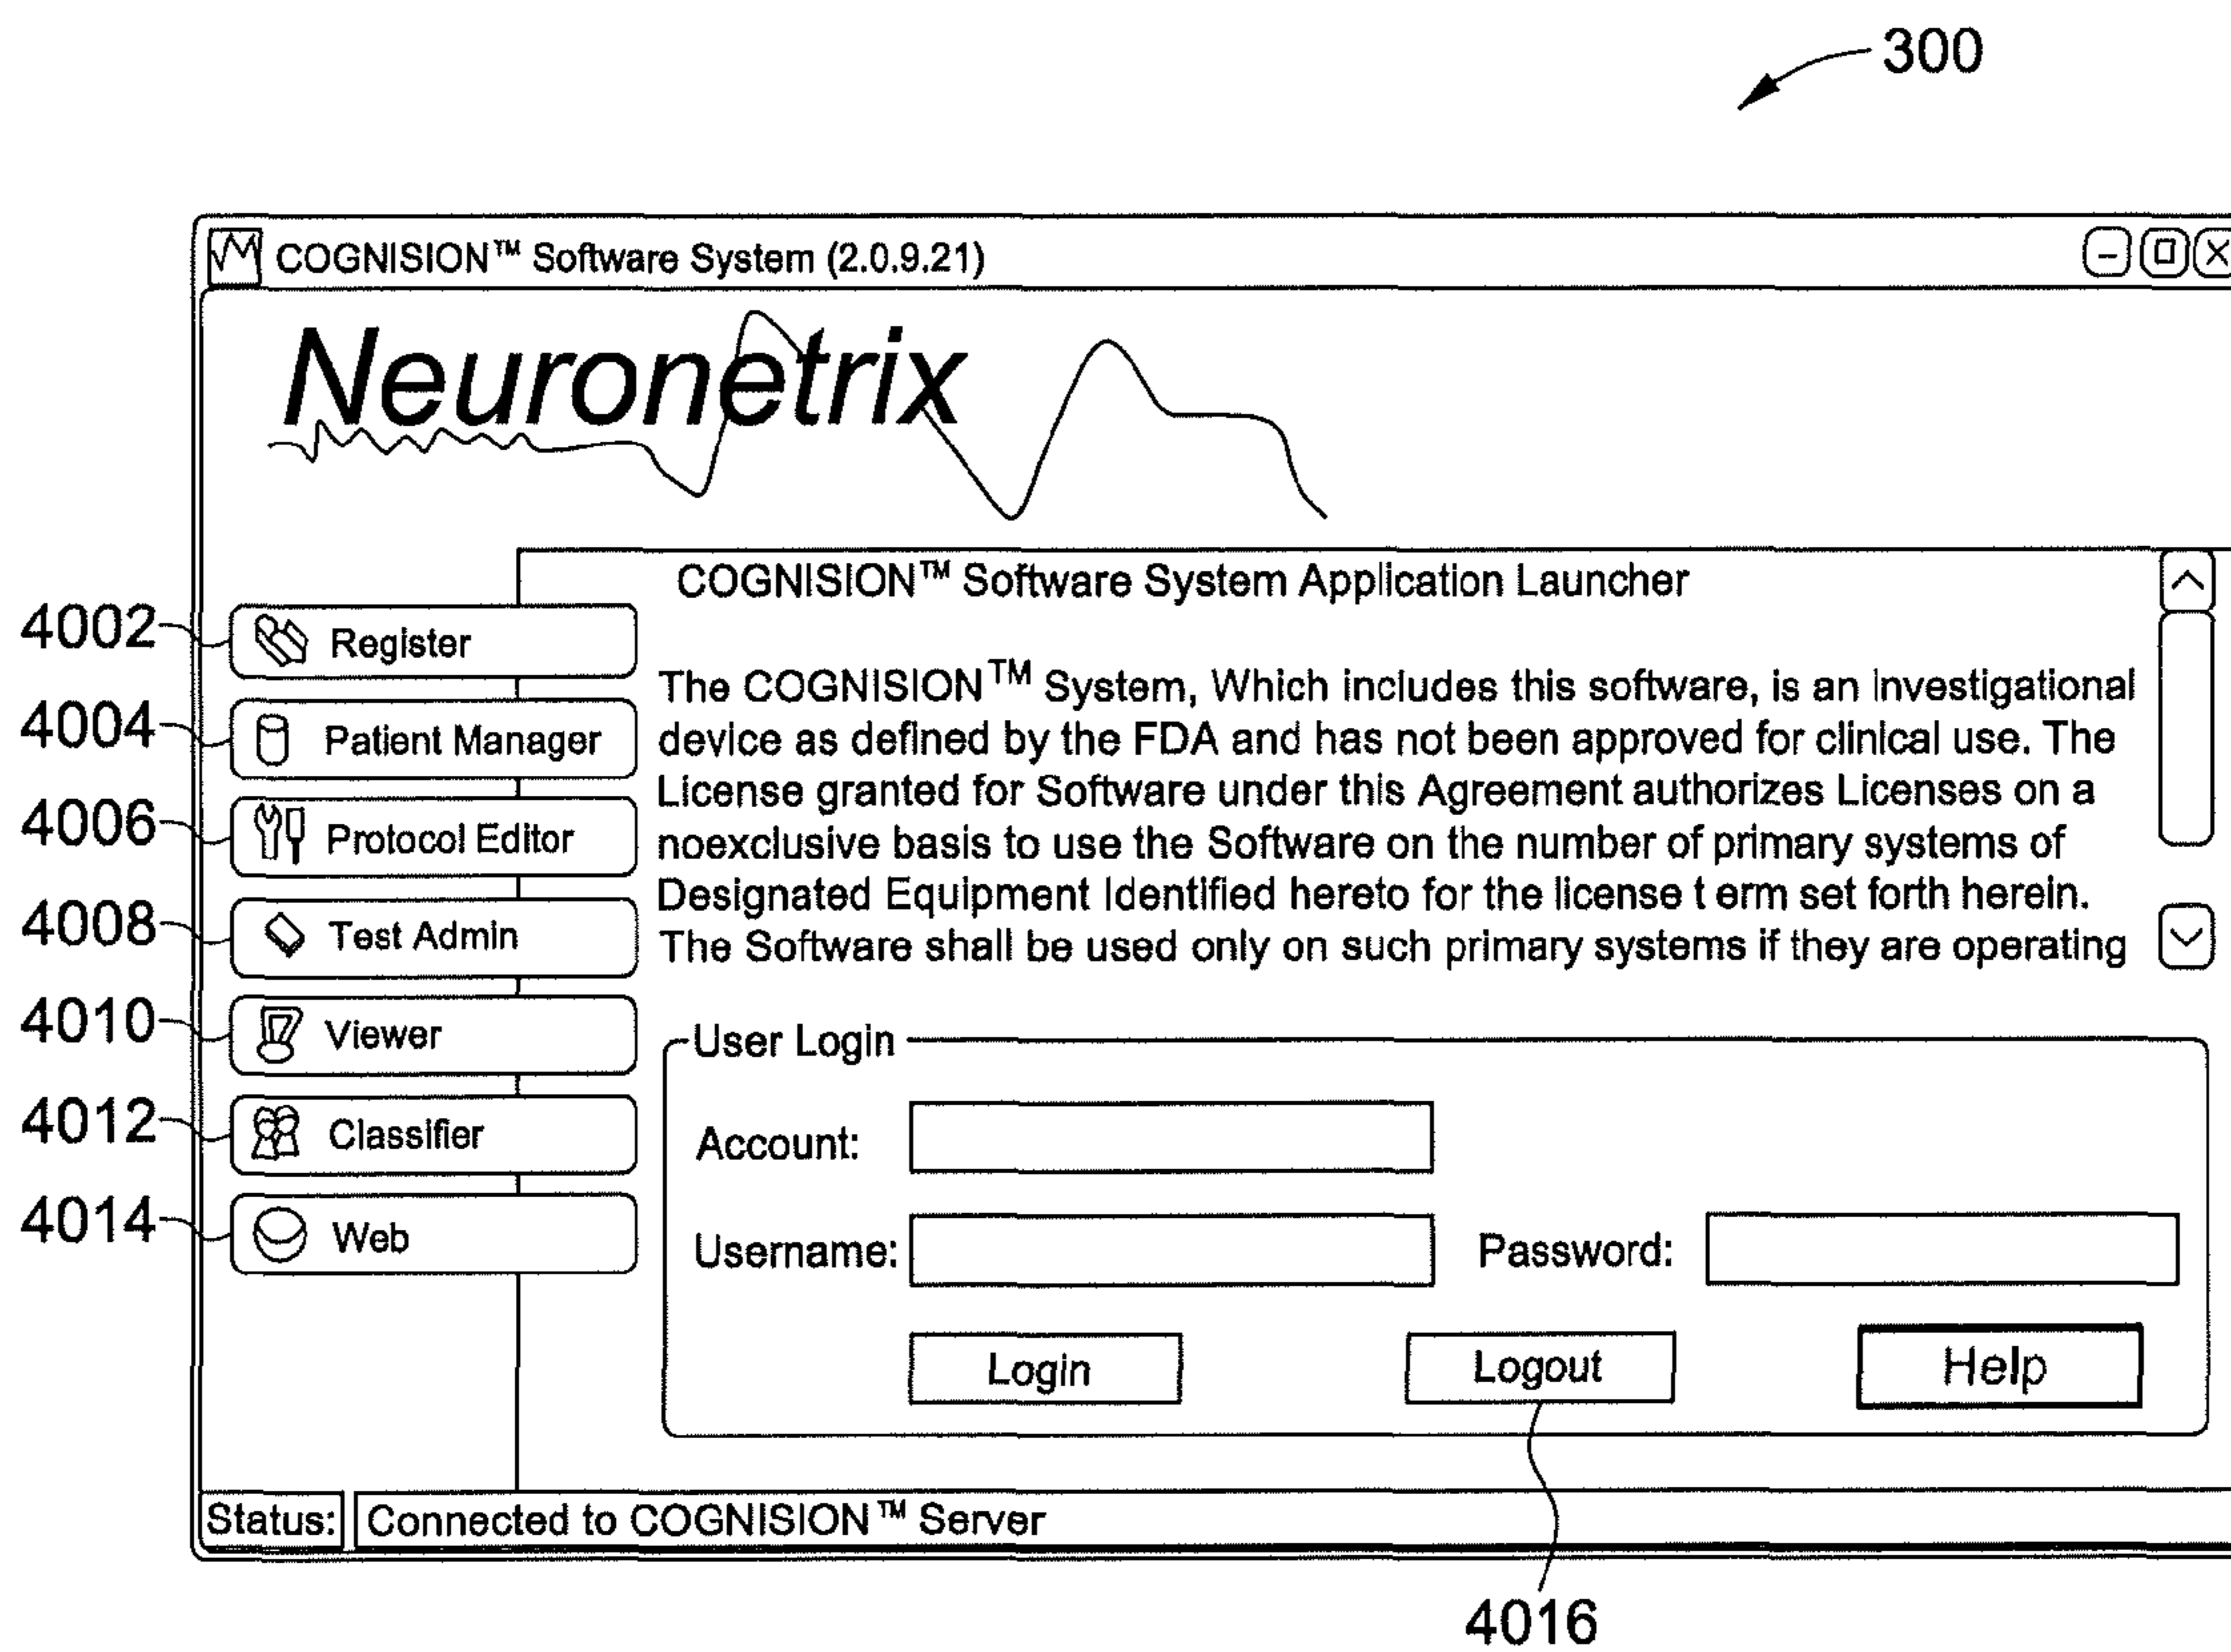 300
COGNISION™ Software System (2.0.9.21)
Neuronetrix
COGNISION™ Software System Application Launcher
4002 Register
4004 Patient Manager
4006 Protocol Editor
4008 Test Admin
4010 Viewer
4012 Classifier
4014 Web
The COGNISION™ System, Which includes this software, is an investigational
device as defined by the FDA and has not been approved for clinical use. The
License granted for Software under this Agreement authorizes Licenses on a
noexclusive basis to use the Software on the number of primary systems of
Designated Equipment Identified hereto for the license t erm set forth herein.
The Software shall be used only on such primary systems if they are operating
User Login
Account:
Username: Password:
Login Logout Help
Status: Connected to COGNISION™ Server
4016